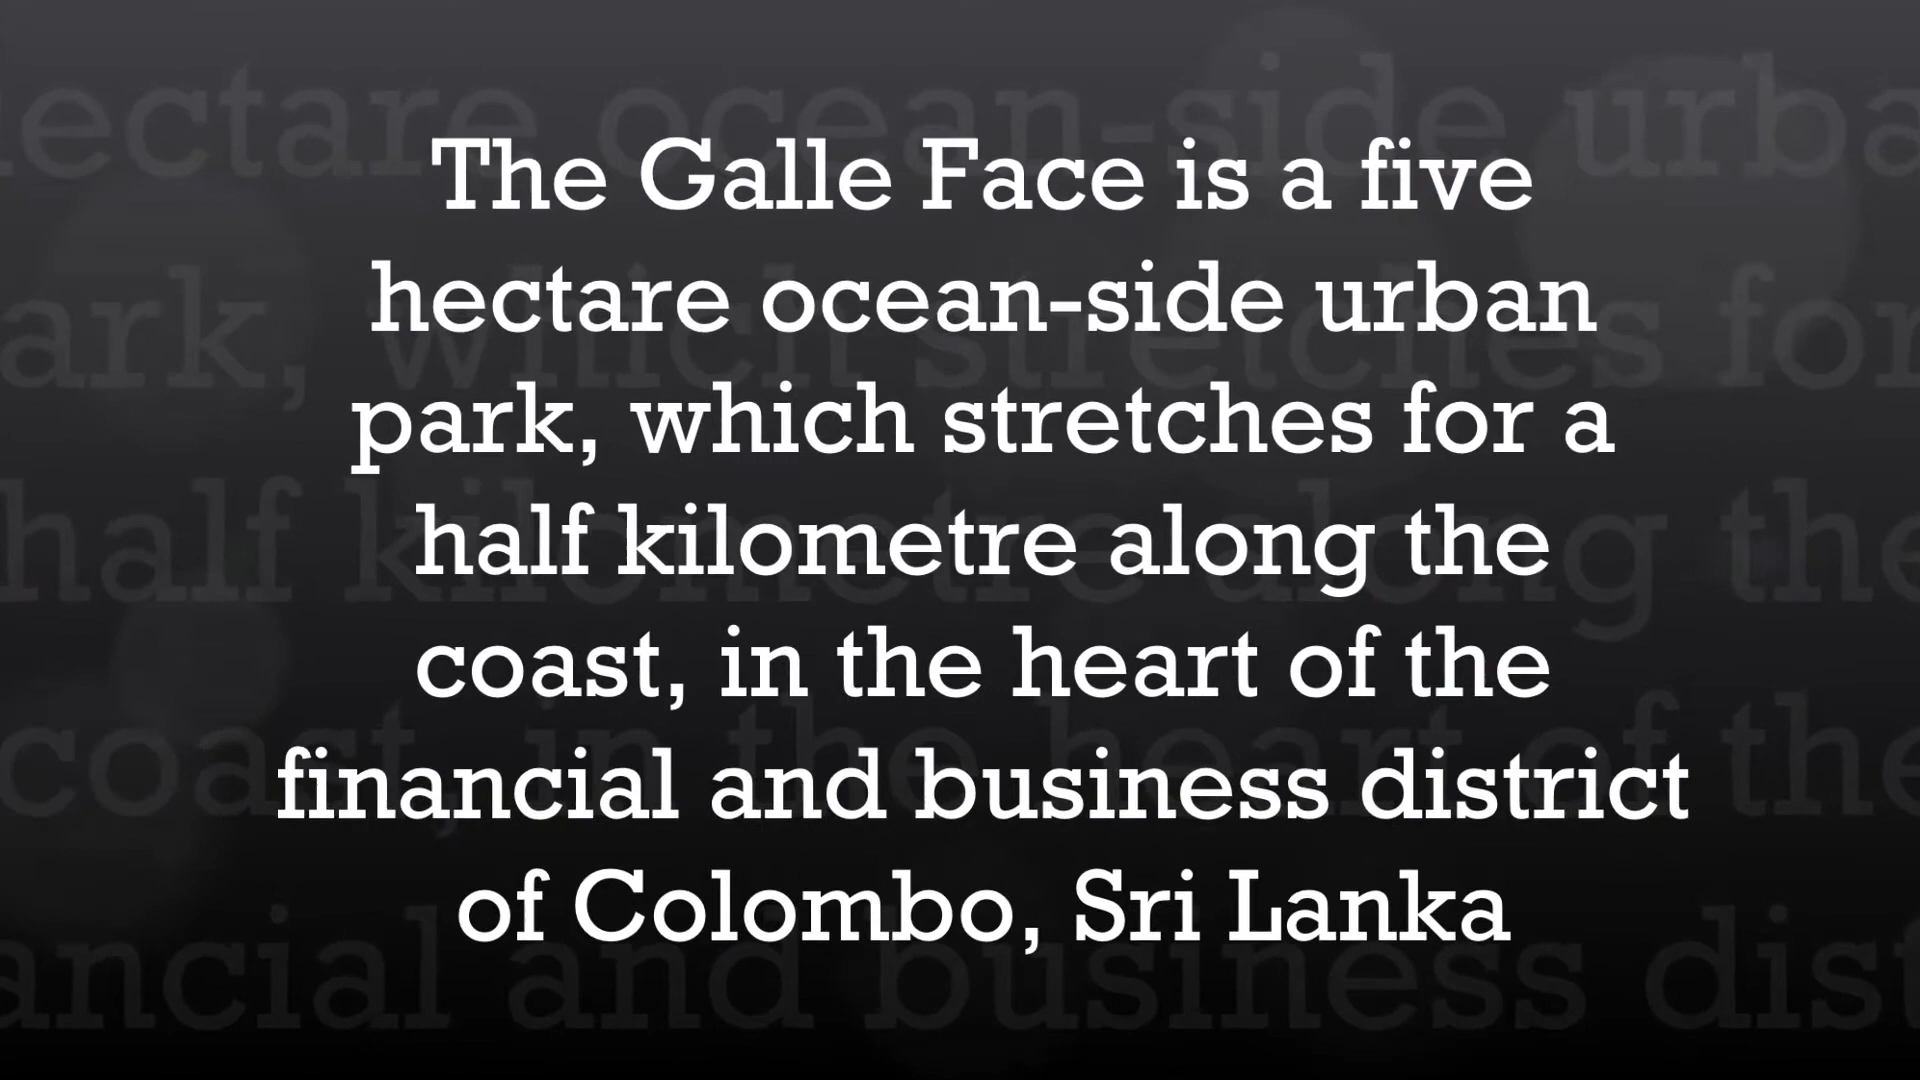 The Galle Face is a five
hectare ocean-side urban
park, which stretches for a
half kilometre along the
coast, in the heart of the
financial and business district
of Colombo, Sri Lanka